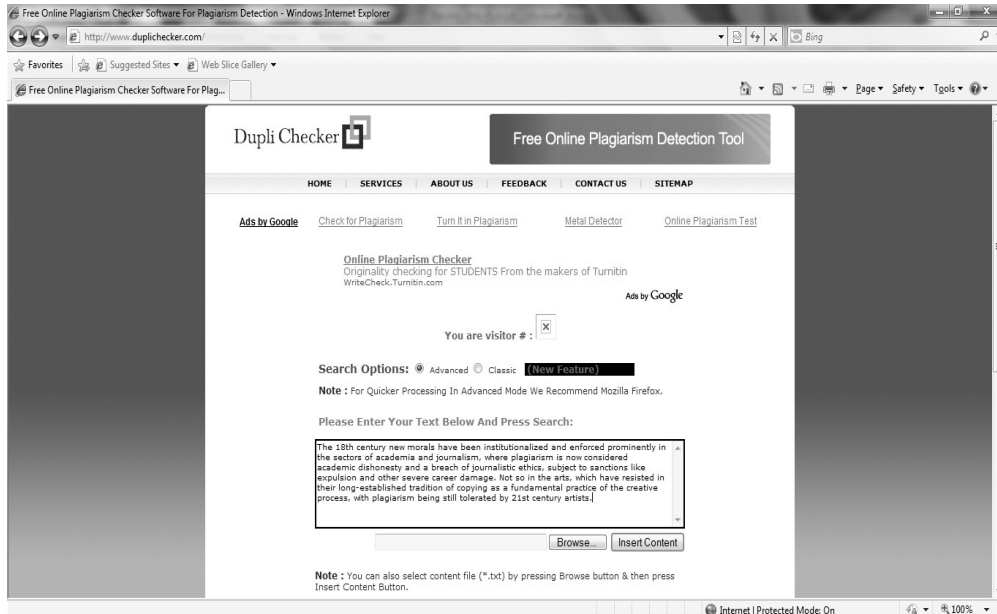 Free Online Plagiarism Checker Software For Plagiarism Detection - Windows Internet Explorer
http://www.duplichecker.com/
Bing
Favorites
Suggested Sites
Web Slice Gallery
Free Online Plagiarism Checker Software For Plag...
Page
Safety
Tools
Dupli Checker
Free Online Plagiarism Detection Tool
HOME
SERVICES
ABOUT US
FEEDBACK
CONTACT US
SITEMAP
Ads by Google
Check for Plagiarism
Turn It in Plagiarism
Metal Detector
Online Plagiarism Test
Online Plagiarism Checker
Originality checking for STUDENTS From the makers of Turnitin
WriteCheck.Turnitin.com
Ads by Google
You are visitor # :
Search Options: Advanced Classic (New Feature)
Note : For Quicker Processing In Advanced Mode We Recommend Mozilla Firefox.
Please Enter Your Text Below And Press Search:
The 18th century new morals have been institutionalized and enforced prominently in
the sectors of academia and journalism, where plagiarism is now considered
academic dishonesty and a breach of journalistic ethics, subject to sanctions like
expulsion and other severe career damage. Not so in the arts, which have resisted in
their long-established tradition of copying as a fundamental practice of the creative
process, with plagiarism being still tolerated by 21st century artists.
Browse...
Insert Content
Note : You can also select content file (*.txt) by pressing Browse button & then press
Insert Content Button.
Internet | Protected Mode: On
100%